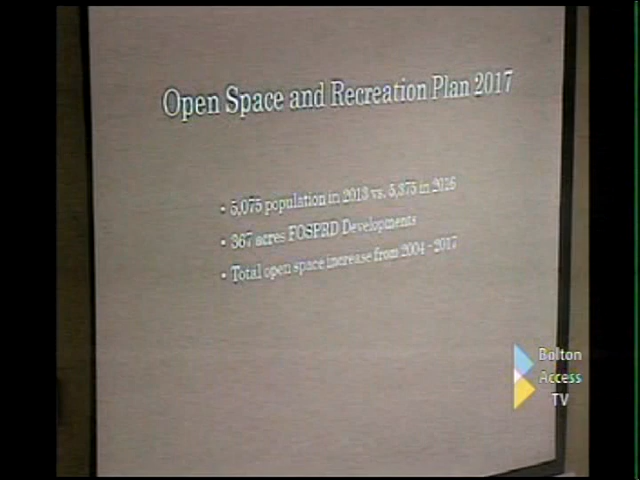 Open Space and Recreation Plan 2017
• 5,075 population in 2013 vs. 5,375 in 2016
• 367 acres FOSPRD Developments
• Total open space increase from 2004 - 2017
Bolton
Access
TV